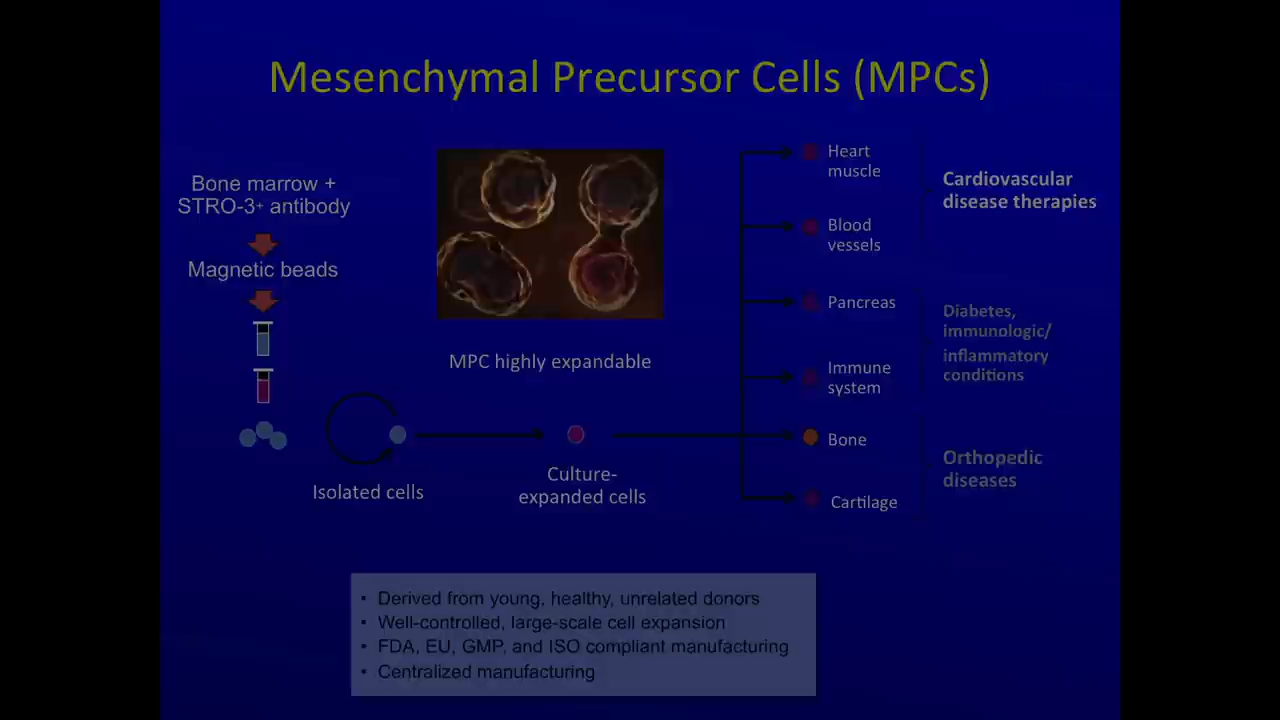 Mesenchymal Precursor Cells (MPCs)
Bone marrow +
STRO-3+ antibody
Magnetic beads
MPC highly expandable
Isolated cells
Culture-
expanded cells
Heart
muscle
Blood
vessels
Pancreas
Immune
system
Bone
Cartilage
Cardiovascular
disease therapies
Diabetes,
immunologic/
inflammatory
conditions
Orthopedic
diseases
• Derived from young, healthy, unrelated donors
• Well-controlled, large-scale cell expansion
• FDA, EU, GMP, and ISO compliant manufacturing
• Centralized manufacturing